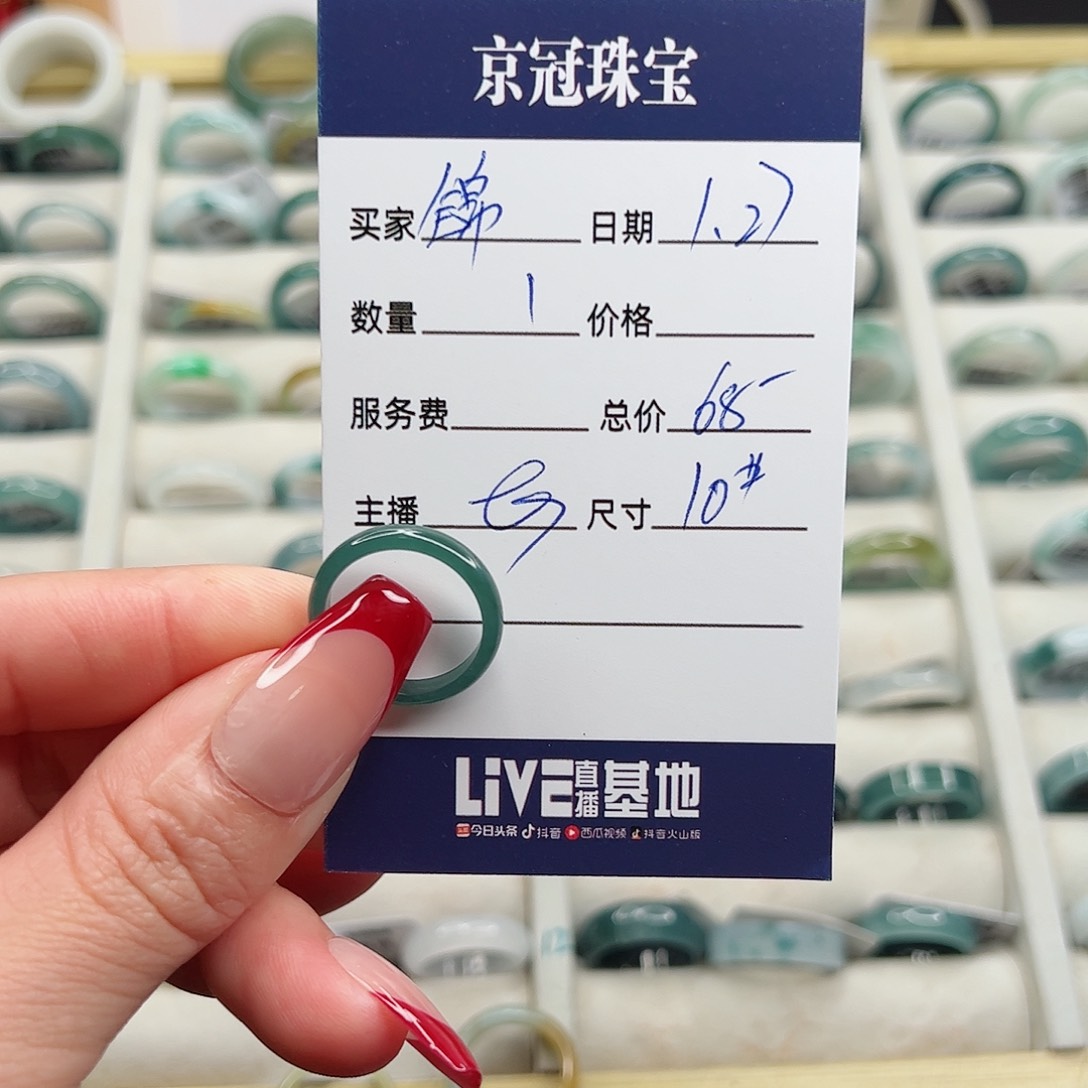 京冠珠宝
买家 锦 日期 1.27
数量 1 价格
服务费 总价 685
主播 尺寸 10#
LiVE直播基地
今日头条 抖音 西瓜视频 抖音火山版